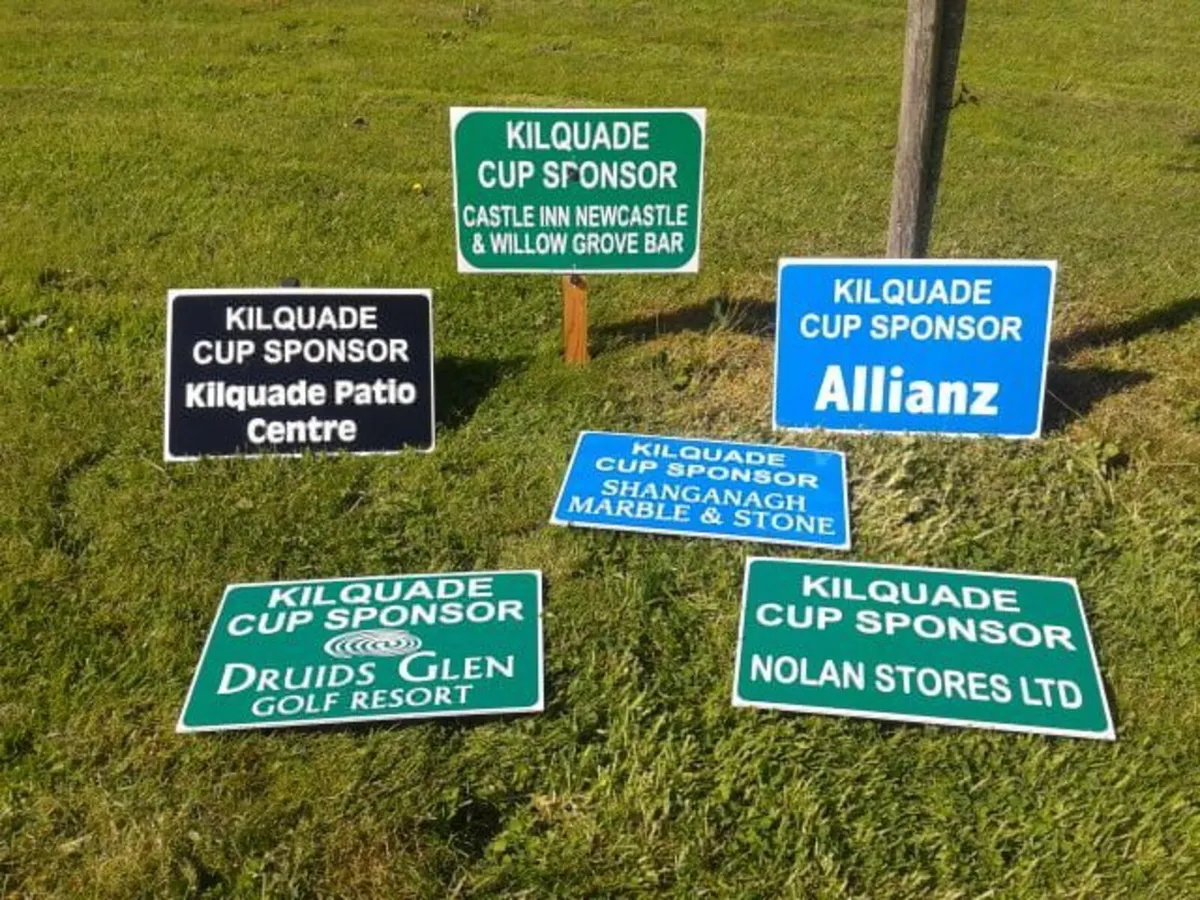 KILQUADE
CUP SPONSOR
CASTLE INN NEWCASTLE
& WILLOW GROVE BAR
KILQUADE
CUP SPONSOR
Kilquade Patio
Centre
KILQUADE
CUP SPONSOR
Allianz
KILQUADE
CUP SPONSOR
SHANGANAGH
MARBLE & STONE
KILQUADE
CUP SPONSOR
DRUIDS GLEN
GOLF RESORT
KILQUADE
CUP SPONSOR
NOLAN STORES LTD